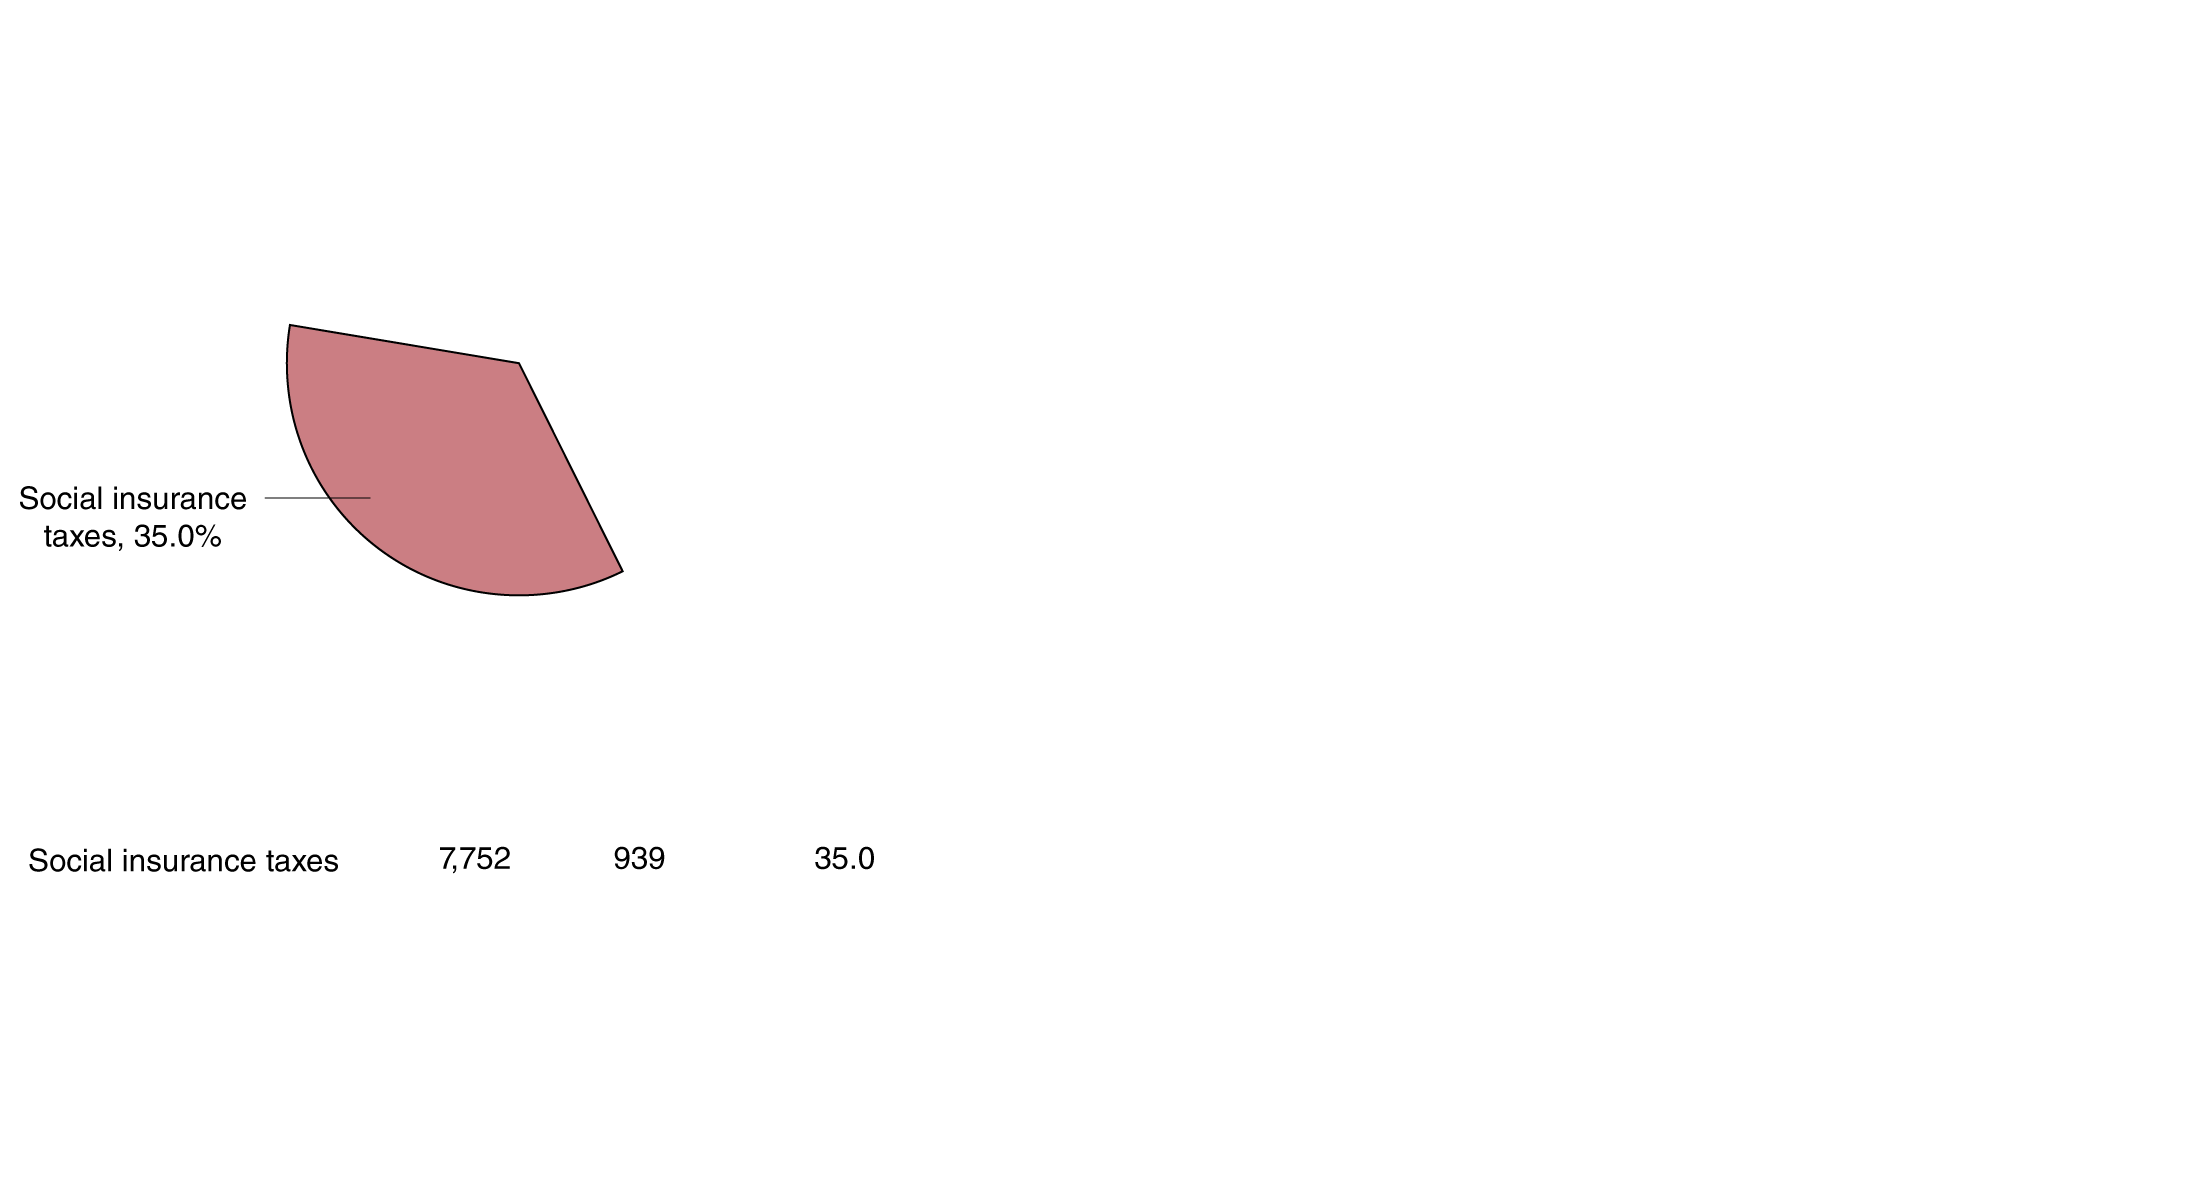 Social insurance
taxes, 35.0%
Social insurance taxes 7,752 939 35.0